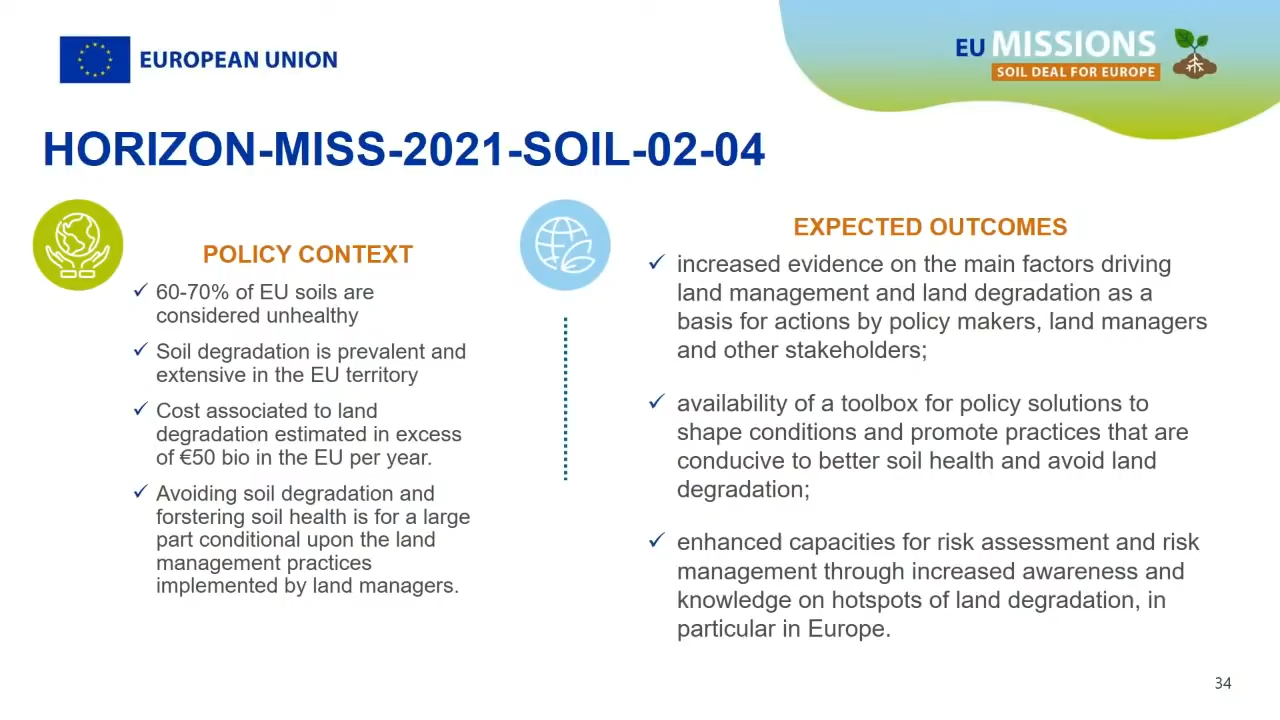 EUROPEAN UNION
EU MISSIONS
SOIL DEAL FOR EUROPE
HORIZON-MISS-2021-SOIL-02-04
POLICY CONTEXT
✓ 60-70% of EU soils are
considered unhealthy
✓ Soil degradation is prevalent and
extensive in the EU territory
✓ Cost associated to land
degradation estimated in excess
of €50 bio in the EU per year.
✓ Avoiding soil degradation and
forstering soil health is for a large
part conditional upon the land
management practices
implemented by land managers.
EXPECTED OUTCOMES
✓ increased evidence on the main factors driving
land management and land degradation as a
basis for actions by policy makers, land managers
and other stakeholders;
✓ availability of a toolbox for policy solutions to
shape conditions and promote practices that are
conducive to better soil health and avoid land
degradation;
✓ enhanced capacities for risk assessment and risk
management through increased awareness and
knowledge on hotspots of land degradation, in
particular in Europe.
34